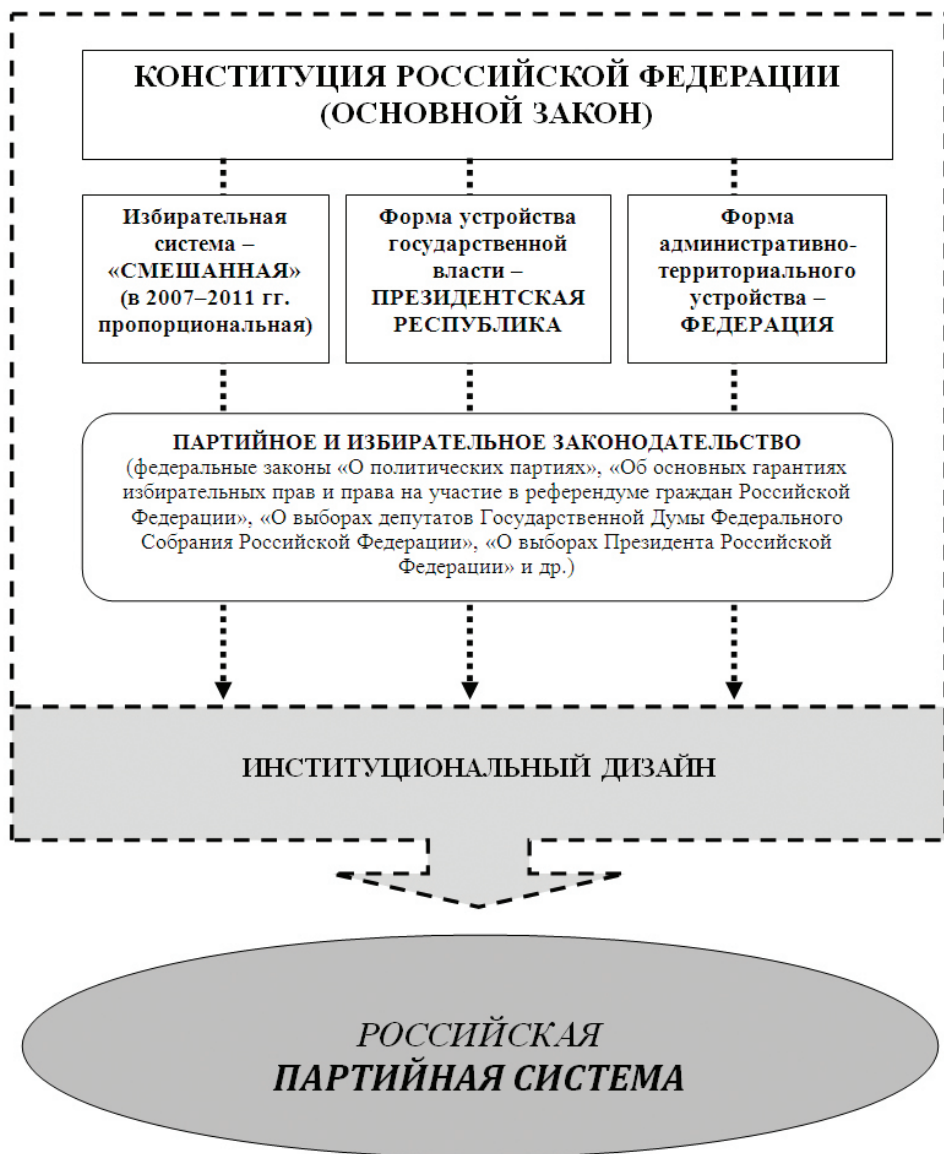 КОНСТИТУЦИЯ РОССИЙСКОЙ ФЕДЕРАЦИИ
(ОСНОВНОЙ ЗАКОН)
Избирательная
система –
«СМЕШАННАЯ»
(в 2007–2011 гг.
пропорциональная)
Форма устройства
государственной
власти –
ПРЕЗИДЕНТСКАЯ
РЕСПУБЛИКА
Форма
административно-
территориального
устройства –
ФЕДЕРАЦИЯ
ПАРТИЙНОЕ И ИЗБИРАТЕЛЬНОЕ ЗАКОНОДАТЕЛЬСТВО
(федеральные законы «О политических партиях», «Об основных гарантиях
избирательных прав и права на участие в референдуме граждан Российской
Федерации», «О выборах депутатов Государственной Думы Федерального
Собрания Российской Федерации», «О выборах Президента Российской
Федерации» и др.)
ИНСТИТУЦИОНАЛЬНЫЙ ДИЗАЙН
РОССИЙСКАЯ
ПАРТИЙНАЯ СИСТЕМА